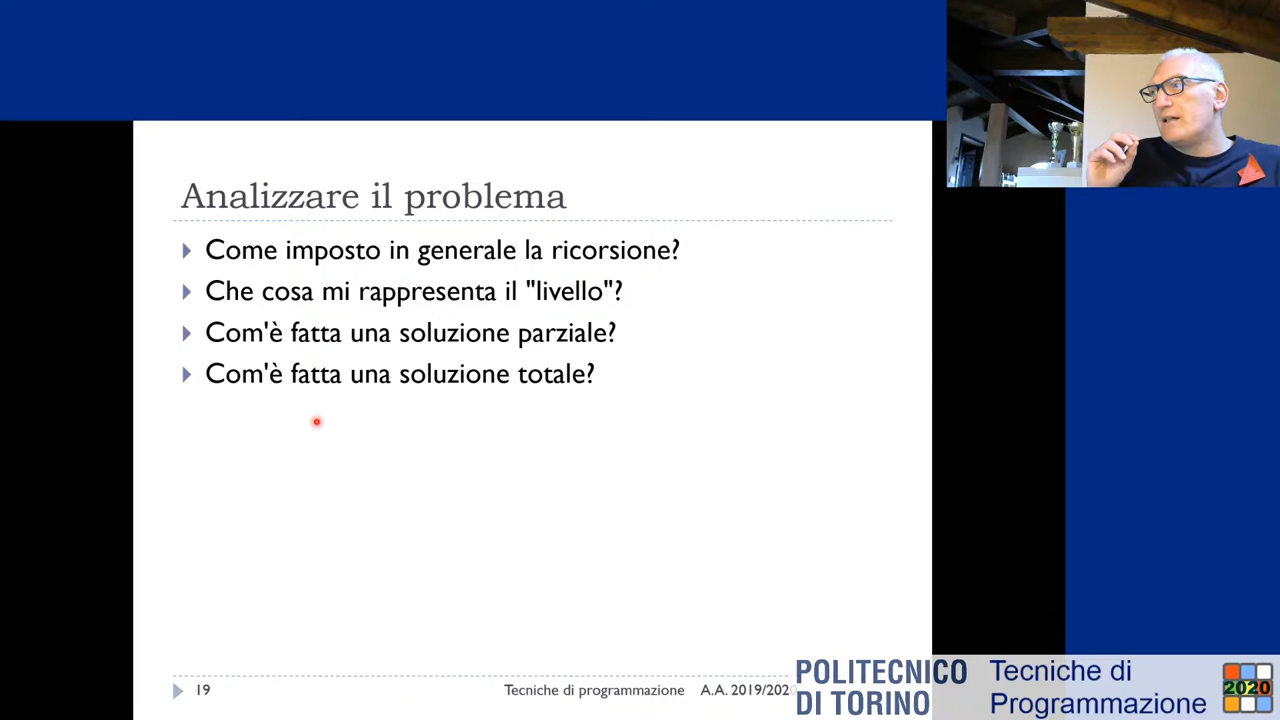 Analizzare il problema
Come imposto in generale la ricorsione?
Che cosa mi rappresenta il "livello"?
Com'è fatta una soluzione parziale?
Com'è fatta una soluzione totale?
19
Tecniche di programmazione A.A. 2019/2020
POLITECNICO
DI TORINO
Tecniche di
Programmazione
2020